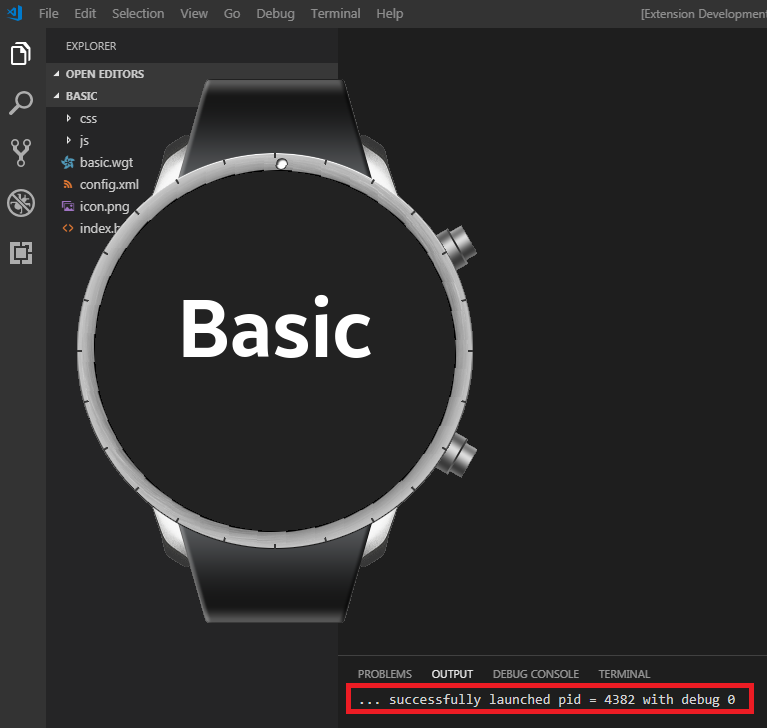 File Edit Selection View Go Debug Terminal Help [Extension Development
EXPLORER
OPEN EDITORS
BASIC
css
js
basic.wgt
config.xml
icon.png
index.h
Basic
PROBLEMS OUTPUT DEBUG CONSOLE TERMINAL
... successfully launched pid = 4382 with debug 0